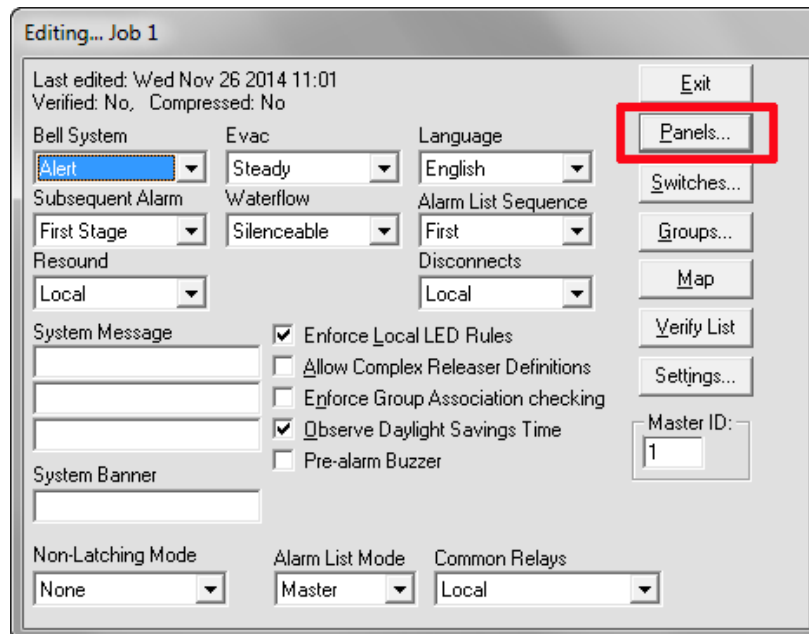 Editing... Job 1
Last edited: Wed Nov 26 2014 11:01
Verified: No, Compressed: No
Exit
Bell System
Evac
Language
Panels...
Alert
Steady
English
Switches...
Subsequent Alarm
Waterflow
Alarm List Sequence
First Stage
Silenceable
First
Groups...
Resound
Disconnects
Map
Local
Local
System Message
Enforce Local LED Rules
Verify List
Allow Complex Releaser Definitions
Settings...
Enforce Group Association checking
Observe Daylight Savings Time
Master ID:
1
Pre-alarm Buzzer
System Banner
Non-Latching Mode
Alarm List Mode
Common Relays
None
Master
Local